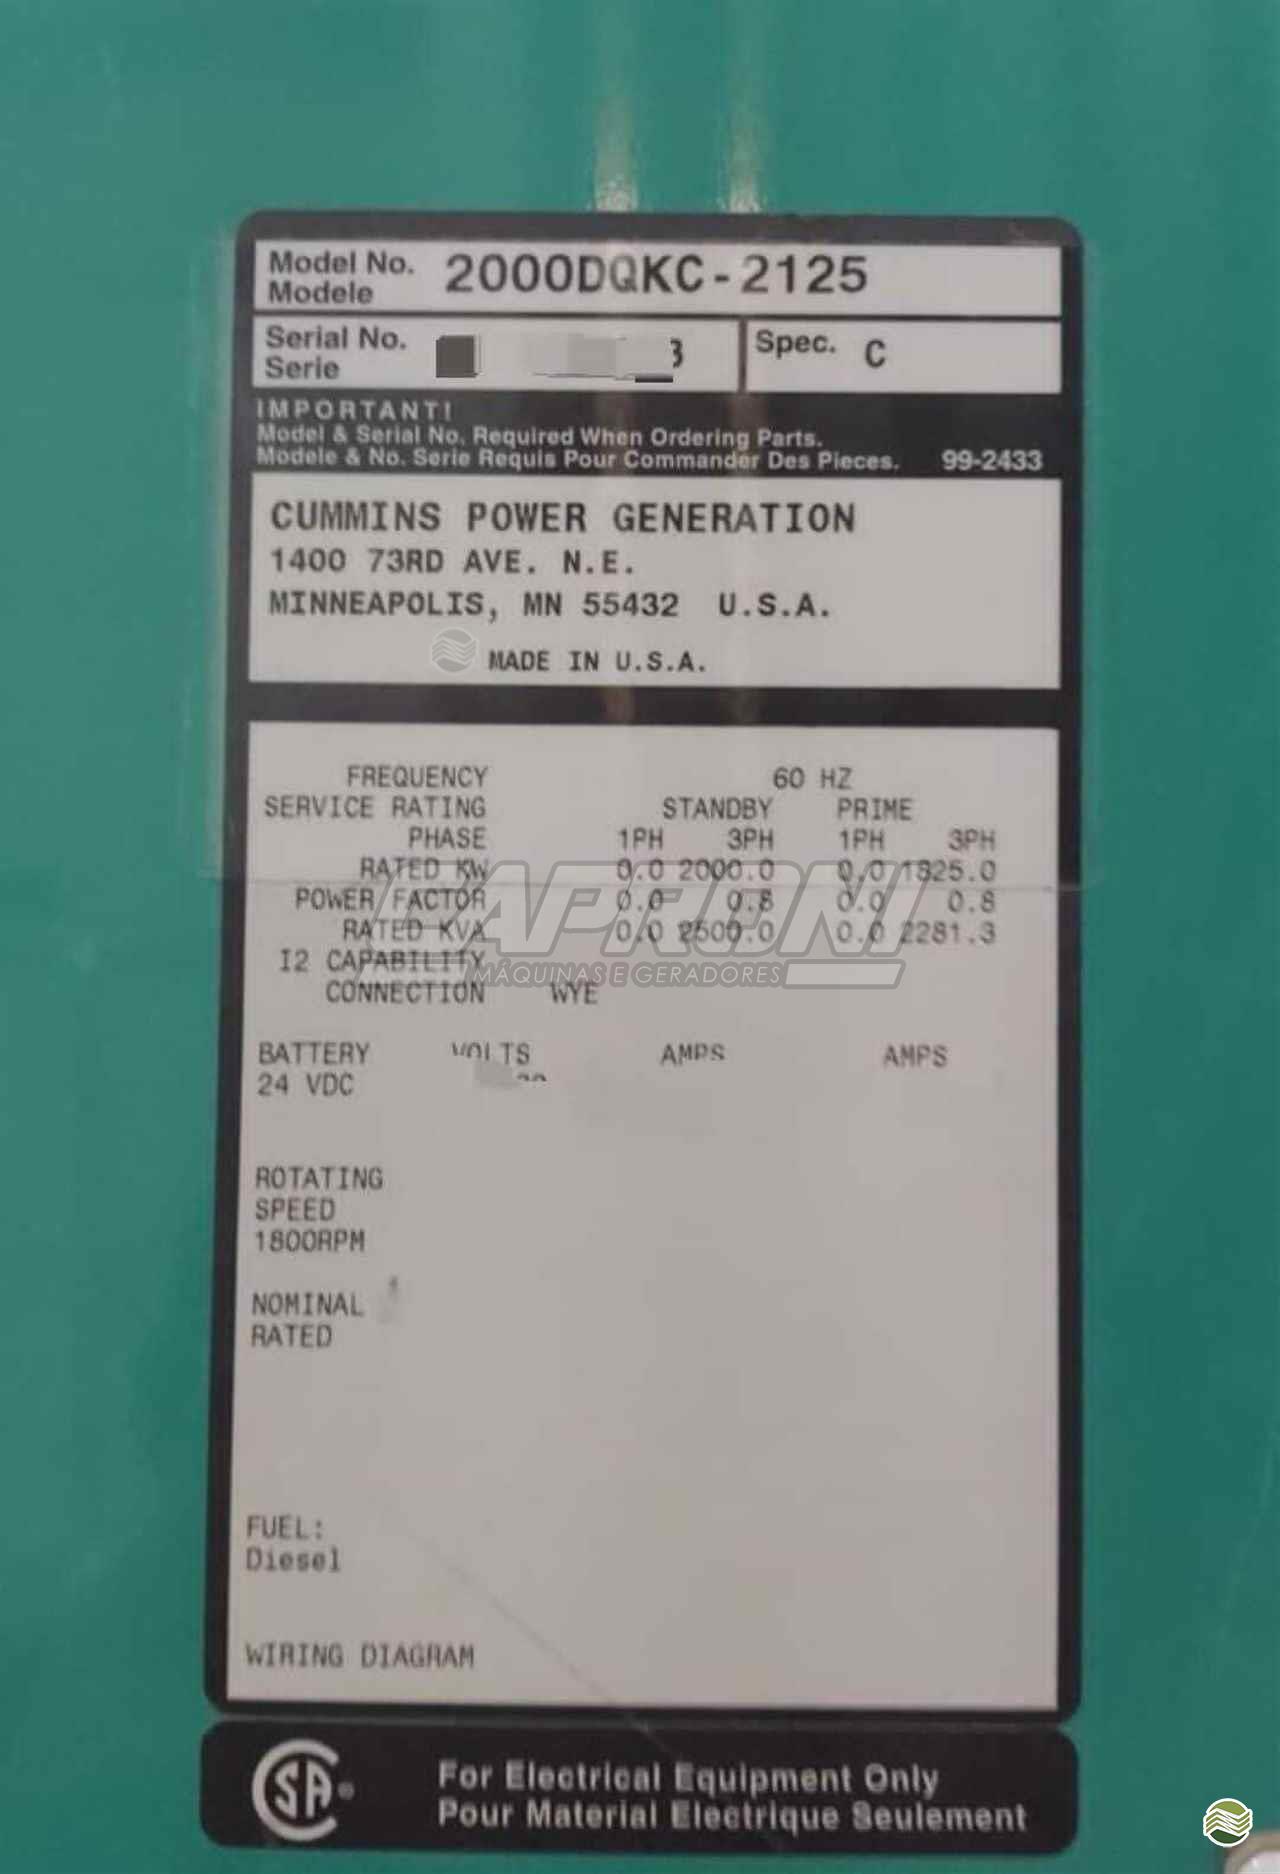 Model No. 2000DQKC-2125
Modele
Serial No.
Serie
Spec. C
IMPORTANT!
Model & Serial No. Required When Ordering Parts.
Modele & No. Serie Requis Pour Commander Des Pieces. 99-2433
CUMMINS POWER GENERATION
1400 73RD AVE. N.E.
MINNEAPOLIS, MN 55432 U.S.A.
MADE IN U.S.A.
FREQUENCY 60 HZ
SERVICE RATING STANDBY PRIME
PHASE 1PH 3PH 1PH 3PH
RATED KW 0.0 2000.0 0.0 1825.0
POWER FACTOR 0.0 0.8 0.0 0.8
RATED KVA 0.0 2500.0 0.0 2281.3
I2 CAPABILITY
CONNECTION WYE
CAPRONI
MÁQUINAS E GERADORES
BATTERY VOLTS AMPS AMPS
24 VDC
ROTATING
SPEED
1800RPM
NOMINAL
RATED
FUEL:
Diesel
WIRING DIAGRAM
CSA®
For Electrical Equipment Only
Pour Material Electrique Seulement